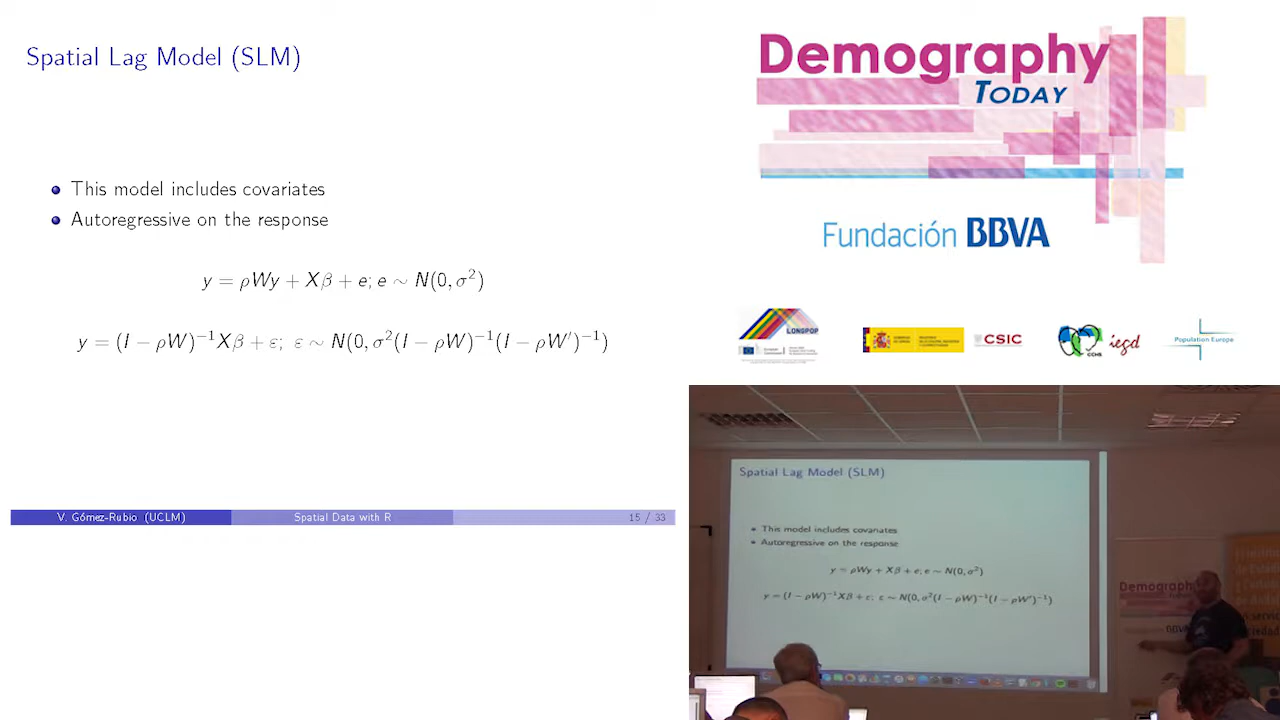 Spatial Lag Model (SLM)
This model includes covariates
Autoregressive on the response
y = ρWy + Xβ + e; e ∼ N(0, σ²)
y = (I − ρW)⁻¹Xβ + ε; ε ∼ N(0, σ²(I − ρW)⁻¹(I − ρW′)⁻¹)
V. Gómez-Rubio (UCLM)
Spatial Data with R
15 / 33
Demography
TODAY
Fundación BBVA
LONGPOP
CSIC
CCHS
iegd
Population Europe
Spatial Lag Model (SLM)
This model includes covariates
Autoregressive on the response
y = ρWy + Xβ + e; e ∼ N(0, σ²)
y = (I − ρW)⁻¹Xβ + ε; ε ∼ N(0, σ²(I − ρW)⁻¹(I − ρW′)⁻¹)
Demography
BBVA